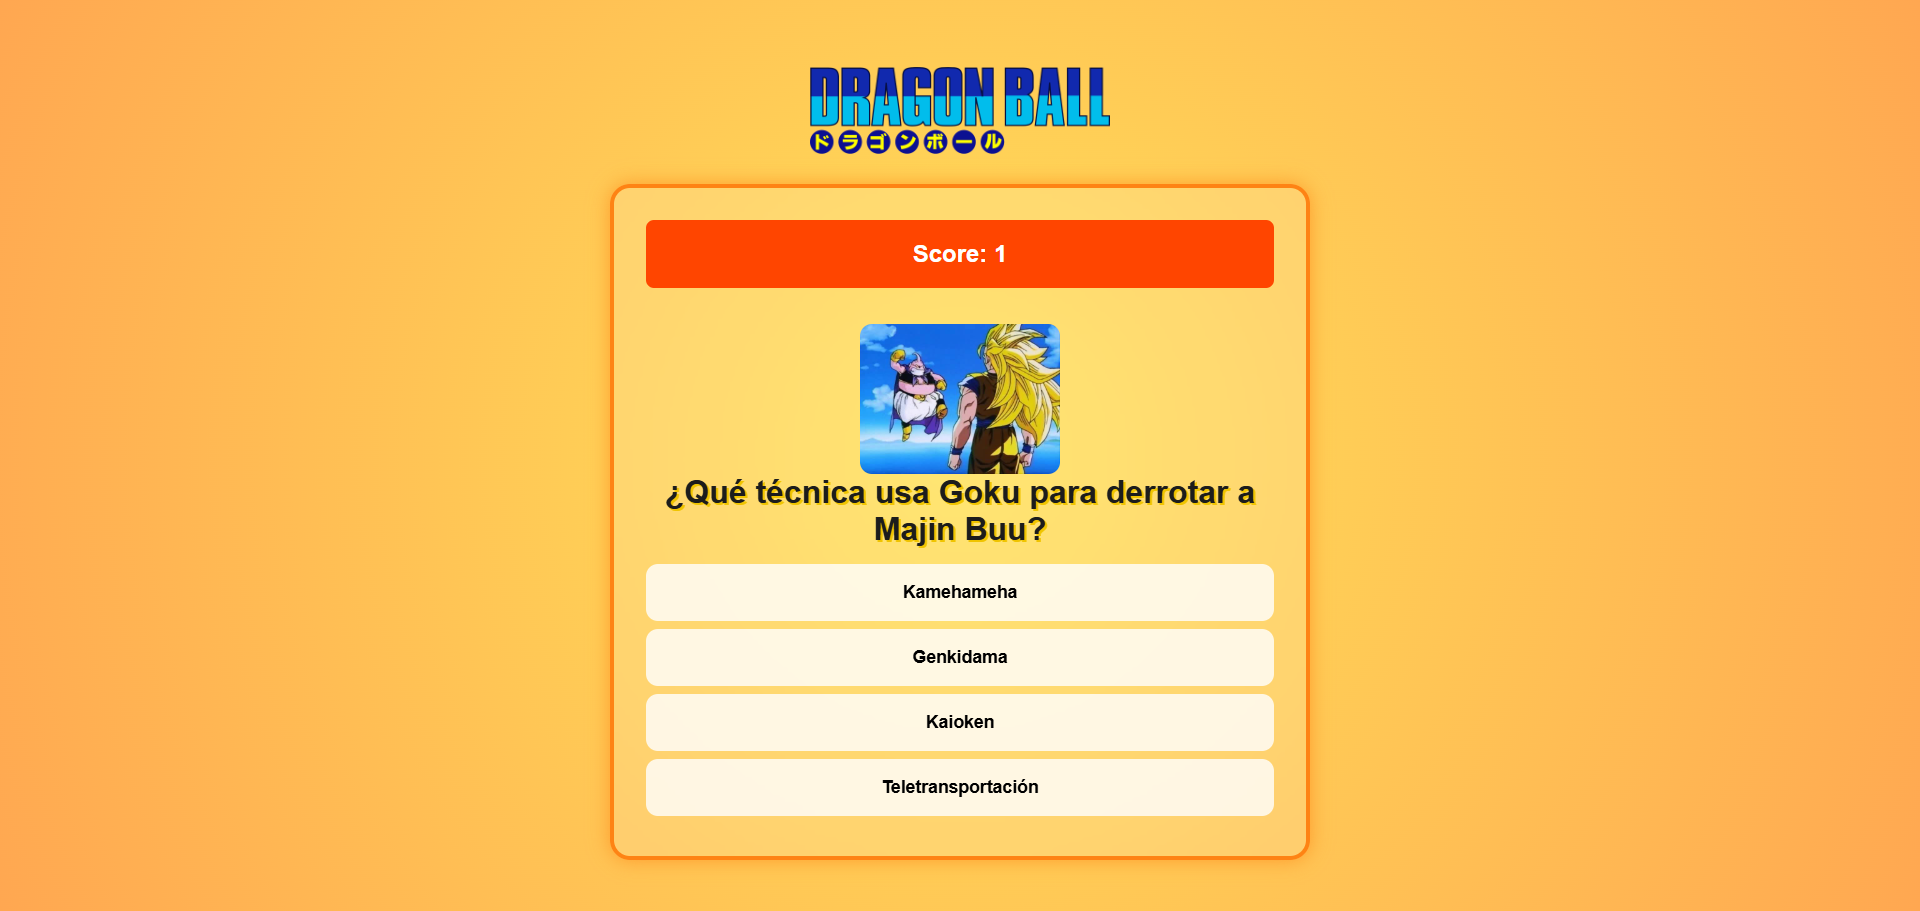 DRAGON BALL
ドラゴンボール
Score: 1
¿Qué técnica usa Goku para derrotar a
Majin Buu?
Kamehameha
Genkidama
Kaioken
Teletransportación